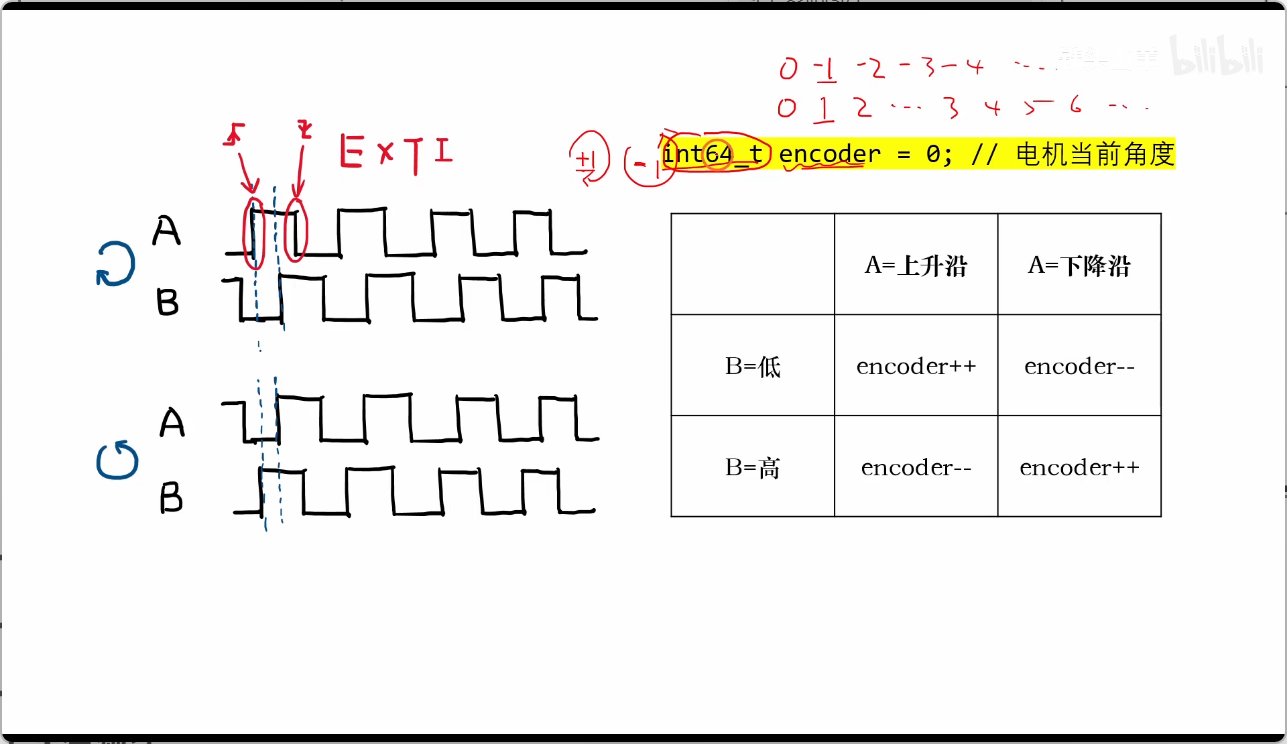 bilibili
0 -1 -2 -3 -4 ....
0 1 2 ... 3 4 5 6 ...
EXTI
+1 -1 int64_t encoder = 0; // 电机当前角度
A
B
A
B
A=上升沿 A=下降沿
B=低 encoder++ encoder--
B=高 encoder-- encoder++